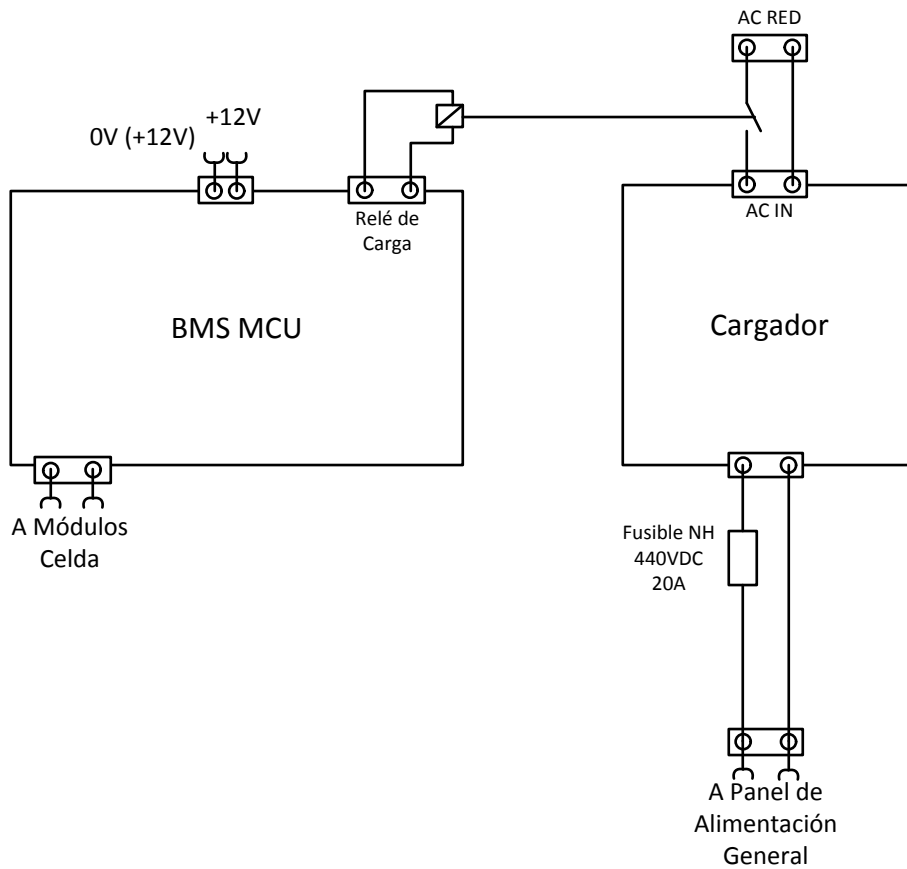 AC RED
+12V
0V (+12V)
Relé de
Carga
AC IN
BMS MCU
Cargador
A Módulos
Celda
Fusible NH
440VDC
20A
A Panel de
Alimentación
General